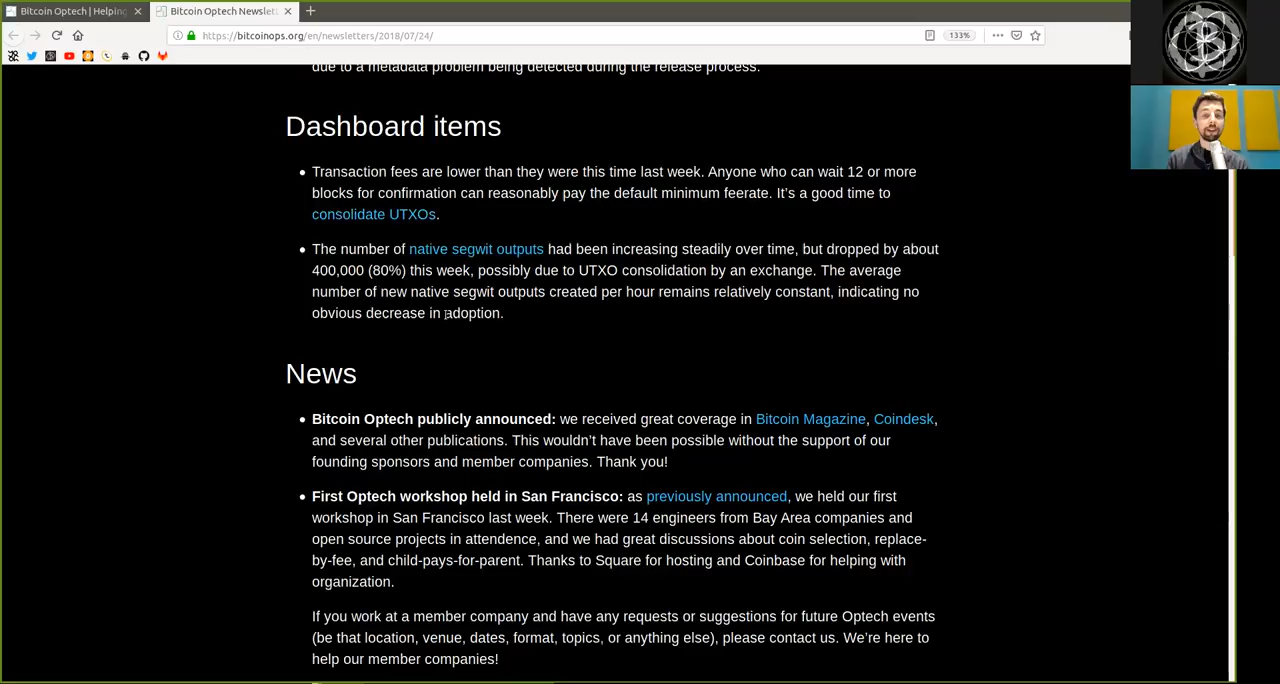 Bitcoin Optech | Helping
Bitcoin Optech Newslett
https://bitcoinops.org/en/newsletters/2018/07/24/
133%
due to a metadata problem being detected during the release process.
Dashboard items
Transaction fees are lower than they were this time last week. Anyone who can wait 12 or more
blocks for confirmation can reasonably pay the default minimum feerate. It’s a good time to
consolidate UTXOs.
The number of native segwit outputs had been increasing steadily over time, but dropped by about
400,000 (80%) this week, possibly due to UTXO consolidation by an exchange. The average
number of new native segwit outputs created per hour remains relatively constant, indicating no
obvious decrease in adoption.
News
Bitcoin Optech publicly announced: we received great coverage in Bitcoin Magazine, Coindesk,
and several other publications. This wouldn’t have been possible without the support of our
founding sponsors and member companies. Thank you!
First Optech workshop held in San Francisco: as previously announced, we held our first
workshop in San Francisco last week. There were 14 engineers from Bay Area companies and
open source projects in attendence, and we had great discussions about coin selection, replace-
by-fee, and child-pays-for-parent. Thanks to Square for hosting and Coinbase for helping with
organization.
If you work at a member company and have any requests or suggestions for future Optech events
(be that location, venue, dates, format, topics, or anything else), please contact us. We’re here to
help our member companies!